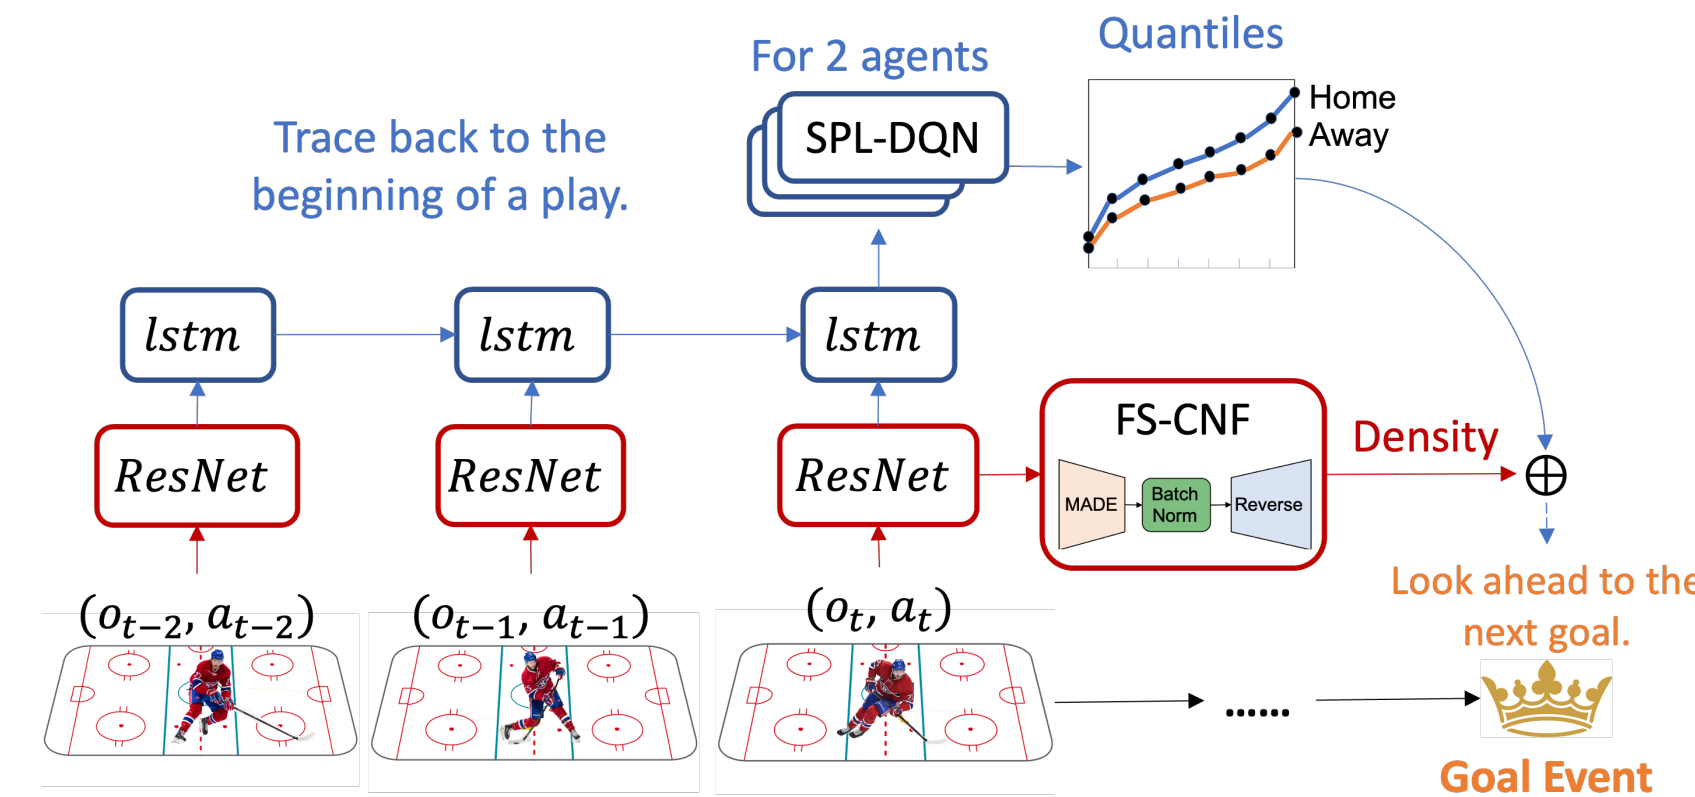 Quantiles
For 2 agents
Home
Away
SPL-DQN
Trace back to the
beginning of a play.
lstm
lstm
lstm
FS-CNF
Density
ResNet
ResNet
ResNet
MADE
Batch
Norm
Reverse
⊕
(o_{t−2}, a_{t−2})
(o_{t−1}, a_{t−1})
(o_t, a_t)
Look ahead to the
next goal.
......
Goal Event